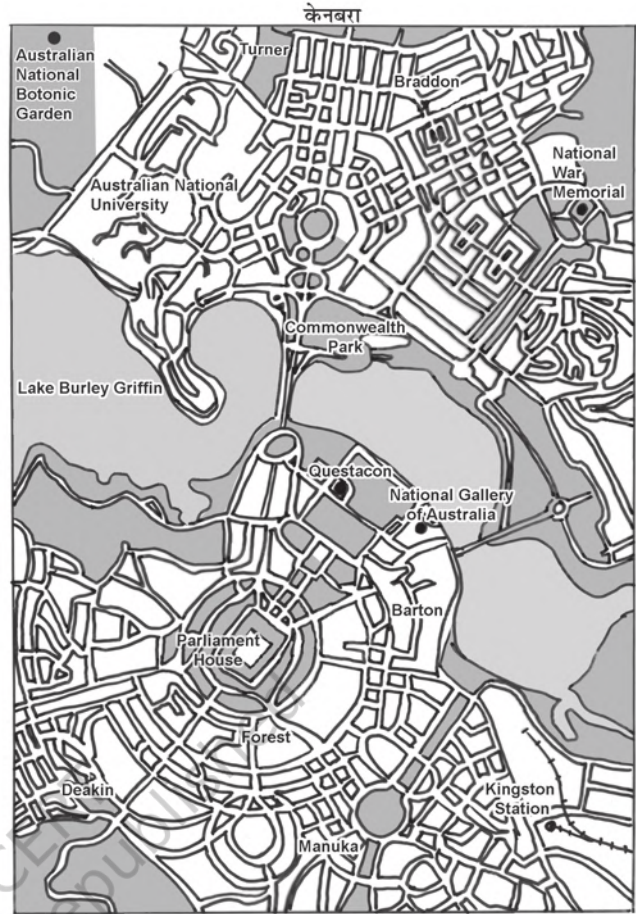 केनबरा
Australian
National
Botonic
Garden
Turner
Braddon
National
War
Memorial
Australian National
University
Commonwealth
Park
Lake Burley Griffin
Questacon
National Gallery
of Australia
Barton
Parliament
House
Forest
Deakin
Kingston
Station
Manuka